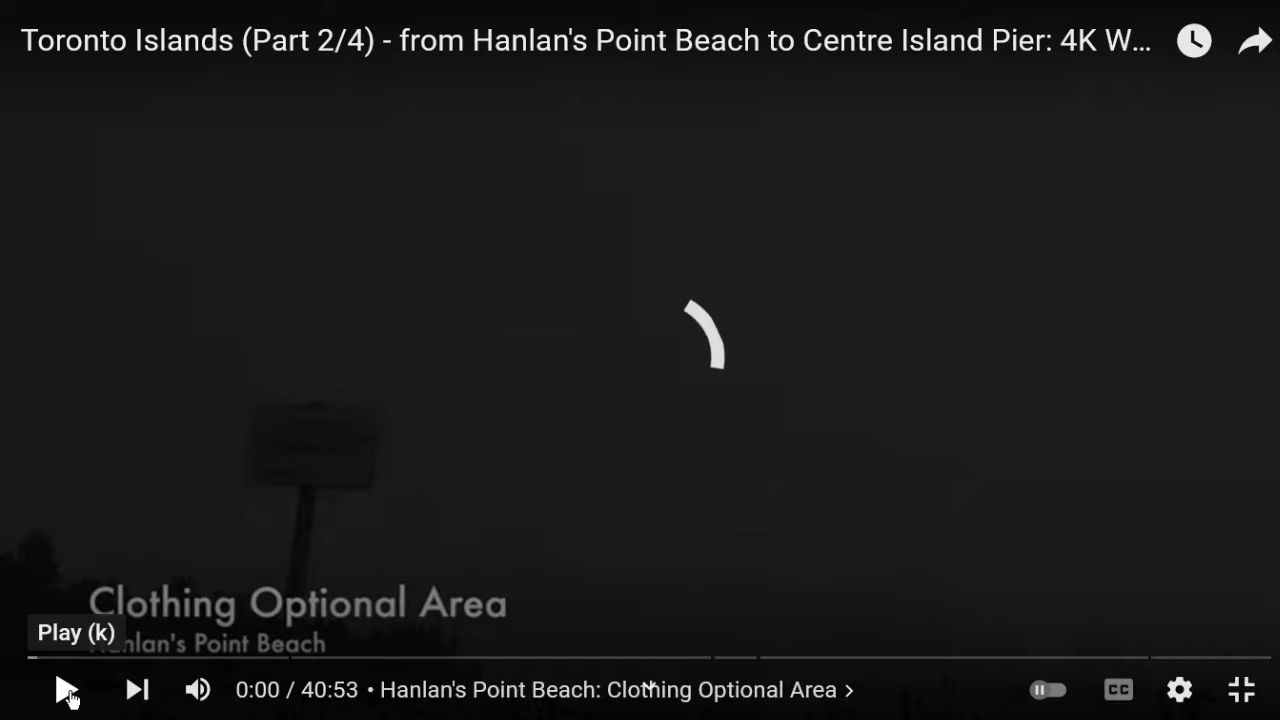 Toronto Islands (Part 2/4) - from Hanlan's Point Beach to Centre Island Pier: 4K W...
Clothing Optional Area
Play (k)
nlan's Point Beach
0:00 / 40:53 • Hanlan's Point Beach: Clothing Optional Area
CC